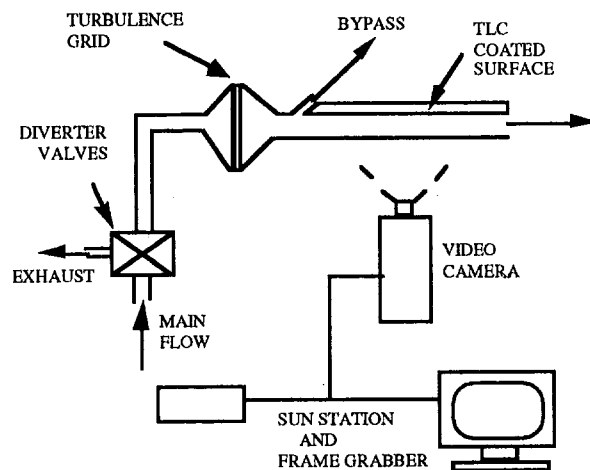 TURBULENCE
GRID
BYPASS
TLC
COATED
SURFACE
DIVERTER
VALVES
EXHAUST
MAIN
FLOW
VIDEO
CAMERA
SUN STATION
AND
FRAME GRABBER